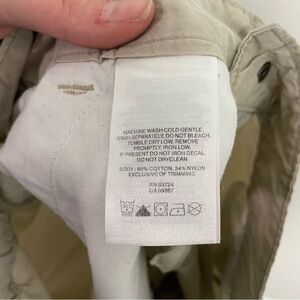 MACHINE WASH COLD GENTLE,
WASH SEPARATELY, DO NOT BLEACH,
TUMBLE DRY LOW, REMOVE
PROMPTLY, IRON LOW,
IF PRESENT DO NOT IRON DECAL
DO NOT DRYCLEAN
BODY: 66% COTTON, 34% NYLON
EXCLUSIVE OF TRIMMING
RN 63724
CA 08367